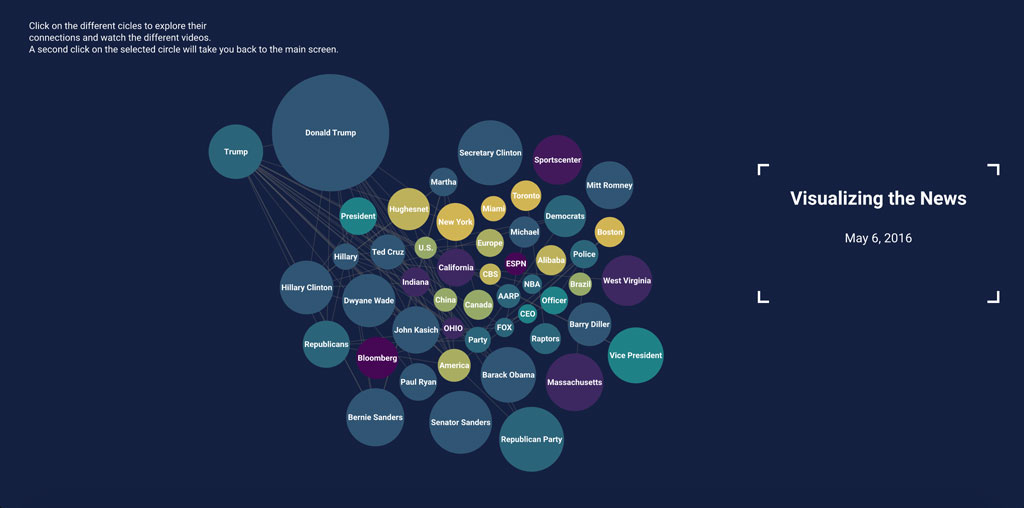 Click on the different cicles to explore their
connections and watch the different videos.
A second click on the selected circle will take you back to the main screen.
Donald Trump
Trump
Secretary Clinton
Sportscenter
Martha
Mitt Romney
Toronto
Hughesnet
Miami
President
New York
Democrats
Michael
Boston
Europe
U.S.
Ted Cruz
Hillary
Police
Alibaba
ESPN
California
CBS
Indiana
West Virginia
NBA
Brazil
Hillary Clinton
AARP
Dwyane Wade
China
Officer
Canada
CEO
Barry Diller
FOX
OHIO
John Kasich
Raptors
Party
Republicans
Vice President
Bloomberg
America
Barack Obama
Paul Ryan
Massachusetts
Bernie Sanders
Senator Sanders
Republican Party
Visualizing the News
May 6, 2016